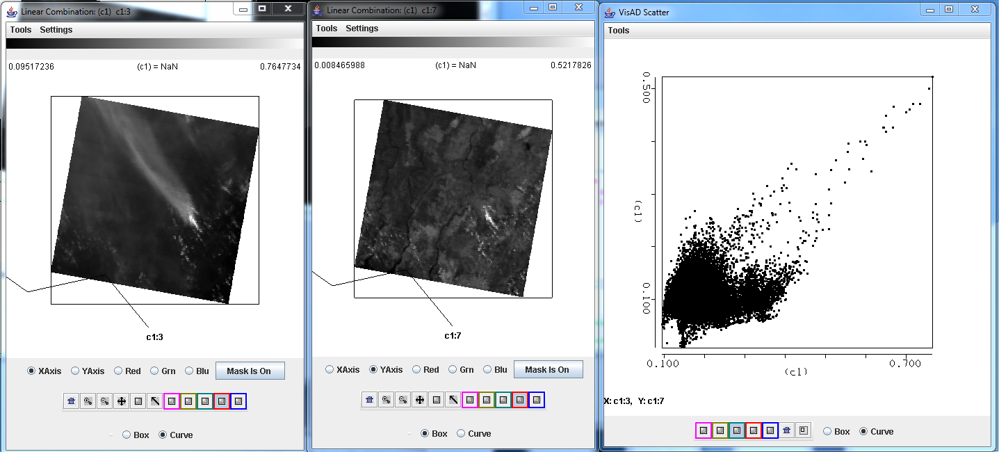 Linear Combination: (c1) c1:3
Tools Settings
0.09517236 (c1) = NaN 0.7647734
c1:3
XAxis YAxis Red Grn Blu Mask Is On
Box Curve
Linear Combination: (c1) c1:7
Tools Settings
0.008465988 (c1) = NaN 0.5217826
c1:7
XAxis YAxis Red Grn Blu Mask Is On
Box Curve
VisAD Scatter
Tools
0.500
(c1)
0.100
0.100 0.700
(c1)
X: c1:3, Y: c1:7
Box Curve